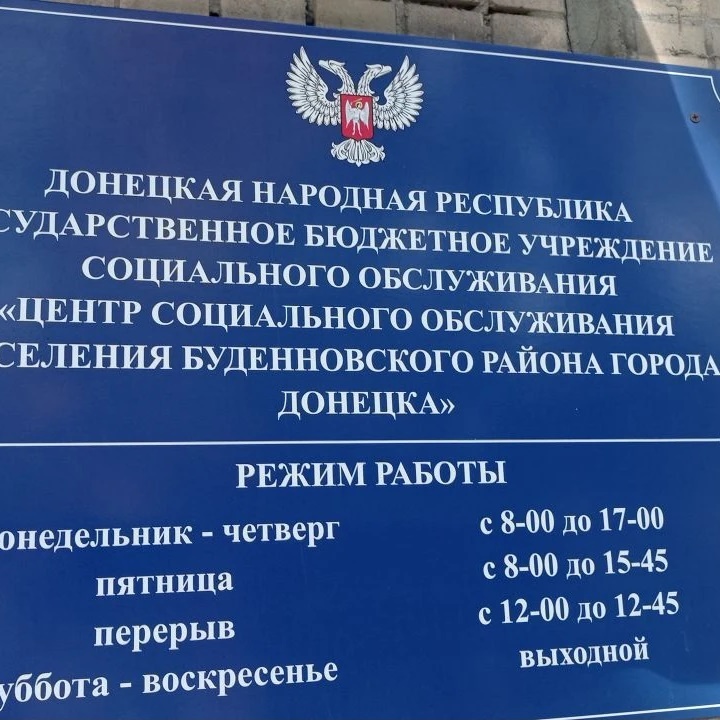 ДОНЕЦКАЯ НАРОДНАЯ РЕСПУБЛИКА
СУДАРСТВЕННОЕ БЮДЖЕТНОЕ УЧРЕЖДЕНИЕ
СОЦИАЛЬНОГО ОБСЛУЖИВАНИЯ
«ЦЕНТР СОЦИАЛЬНОГО ОБСЛУЖИВАНИЯ
СЕЛЕНИЯ БУДЕННОВСКОГО РАЙОНА ГОРОДА
ДОНЕЦКА»
РЕЖИМ РАБОТЫ
онедельник - четверг с 8-00 до 17-00
пятница с 8-00 до 15-45
перерыв с 12-00 до 12-45
уббота - воскресенье выходной